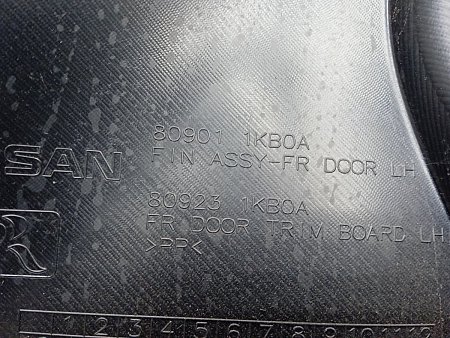 80901 1KB0A
FIN ASSY-FR DOOR LH
SAN
80923 1KB0A
FR DOOR TRIM BOARD LH
>PP<
1 2 3 4 5 6 7 8 9 10 11 12